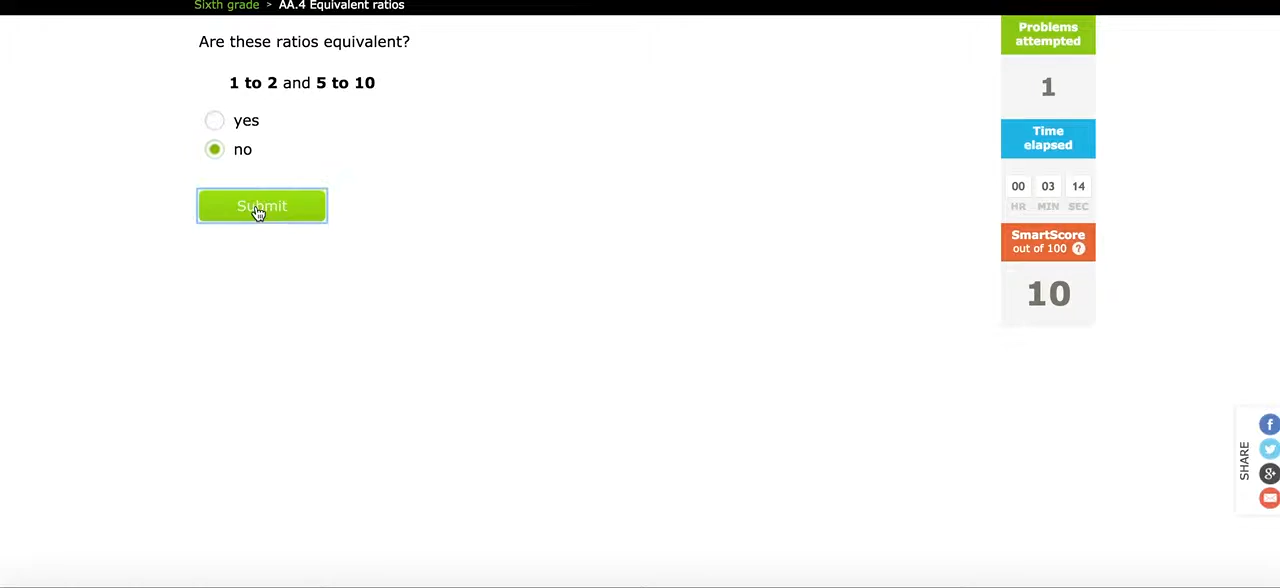 Sixth grade > AA.4 Equivalent ratios
Are these ratios equivalent?
1 to 2 and 5 to 10
yes
no
Submit
Problems
attempted
1
Time
elapsed
00 03 14
HR MIN SEC
SmartScore
out of 100 ?
10
SHARE
f
g+